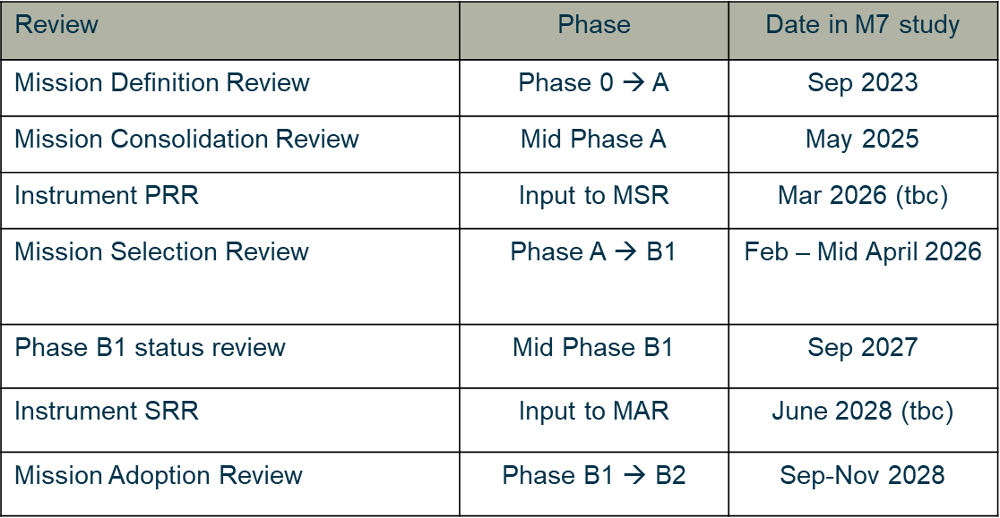 Review Phase Date in M7 study
Mission Definition Review Phase 0 → A Sep 2023
Mission Consolidation Review Mid Phase A May 2025
Instrument PRR Input to MSR Mar 2026 (tbc)
Mission Selection Review Phase A → B1 Feb – Mid April 2026
Phase B1 status review Mid Phase B1 Sep 2027
Instrument SRR Input to MAR June 2028 (tbc)
Mission Adoption Review Phase B1 → B2 Sep-Nov 2028